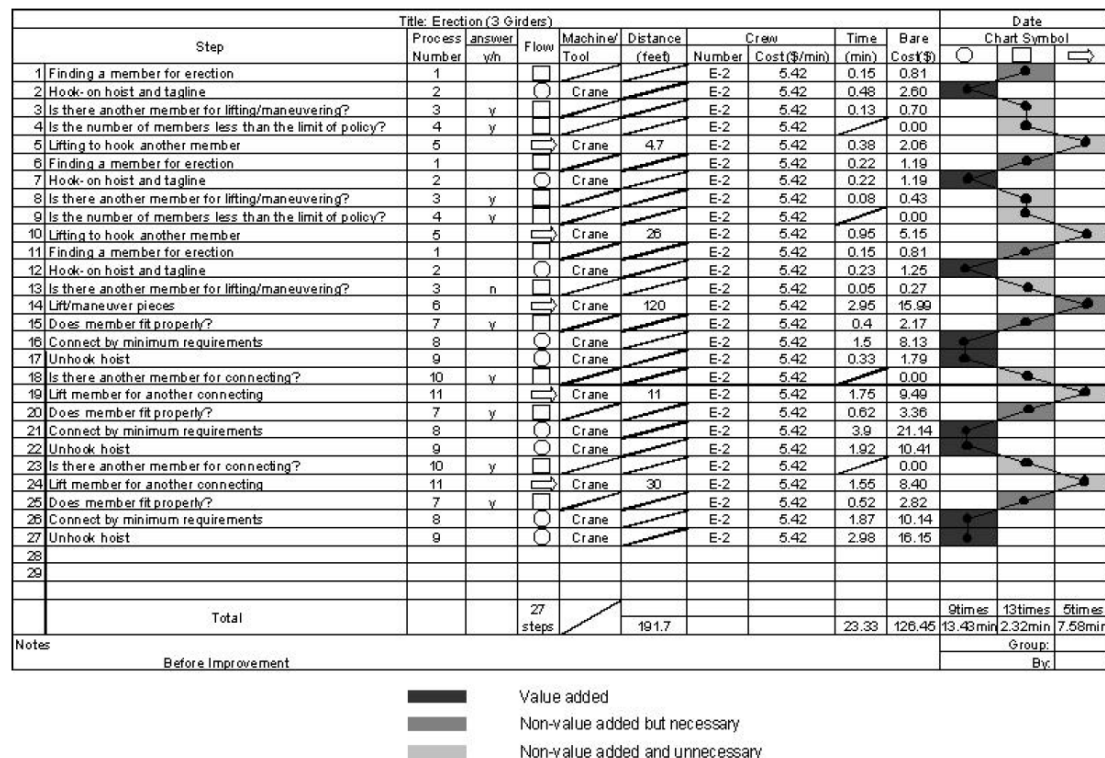 Title: Erection (3 Girders) Date
Step Process Number answer y/n Flow Machine/ Tool Distance (feet) Crew Number Cost($/min) Time (min) Bare Cost($) Chart Symbol
1 Finding a member for erection 1 E-2 5.42 0.15 0.81
2 Hook-on hoist and tagline 2 Crane E-2 5.42 0.48 2.60
3 Is there another member for lifting/maneuvering? 3 y E-2 5.42 0.13 0.70
4 Is the number of members less than the limit of policy? 4 y E-2 5.42 0.00
5 Lifting to hook another member 5 Crane 4.7 E-2 5.42 0.38 2.06
6 Finding a member for erection 1 E-2 5.42 0.22 1.19
7 Hook-on hoist and tagline 2 Crane E-2 5.42 0.22 1.19
8 Is there another member for lifting/maneuvering? 3 y E-2 5.42 0.08 0.43
9 Is the number of members less than the limit of policy? 4 y E-2 5.42 0.00
10 Lifting to hook another member 5 Crane 26 E-2 5.42 0.95 5.15
11 Finding a member for erection 1 E-2 5.42 0.15 0.81
12 Hook-on hoist and tagline 2 Crane E-2 5.42 0.23 1.25
13 Is there another member for lifting/maneuvering? 3 n E-2 5.42 0.05 0.27
14 Lift/maneuver pieces 6 Crane 120 E-2 5.42 2.95 15.99
15 Does member fit properly? 7 y E-2 5.42 0.4 2.17
16 Connect by minimum requirements 8 Crane E-2 5.42 1.5 8.13
17 Unhook hoist 9 Crane E-2 5.42 0.33 1.79
18 Is there another member for connecting? 10 y E-2 5.42 0.00
19 Lift member for another connecting 11 Crane 11 E-2 5.42 1.75 9.49
20 Does member fit properly? 7 y E-2 5.42 0.62 3.36
21 Connect by minimum requirements 8 Crane E-2 5.42 3.9 21.14
22 Unhook hoist 9 Crane E-2 5.42 1.92 10.41
23 Is there another member for connecting? 10 y E-2 5.42 0.00
24 Lift member for another connecting 11 Crane 30 E-2 5.42 1.55 8.40
25 Does member fit properly? 7 y E-2 5.42 0.52 2.82
26 Connect by minimum requirements 8 Crane E-2 5.42 1.87 10.14
27 Unhook hoist 9 Crane E-2 5.42 2.98 16.15
28
29
Total 27 steps 191.7 23.33 126.45 9times 13times 5times
13.43min 2.32min 7.58min
Notes Group:
Before Improvement By:
Value added
Non-value added but necessary
Non-value added and unnecessary